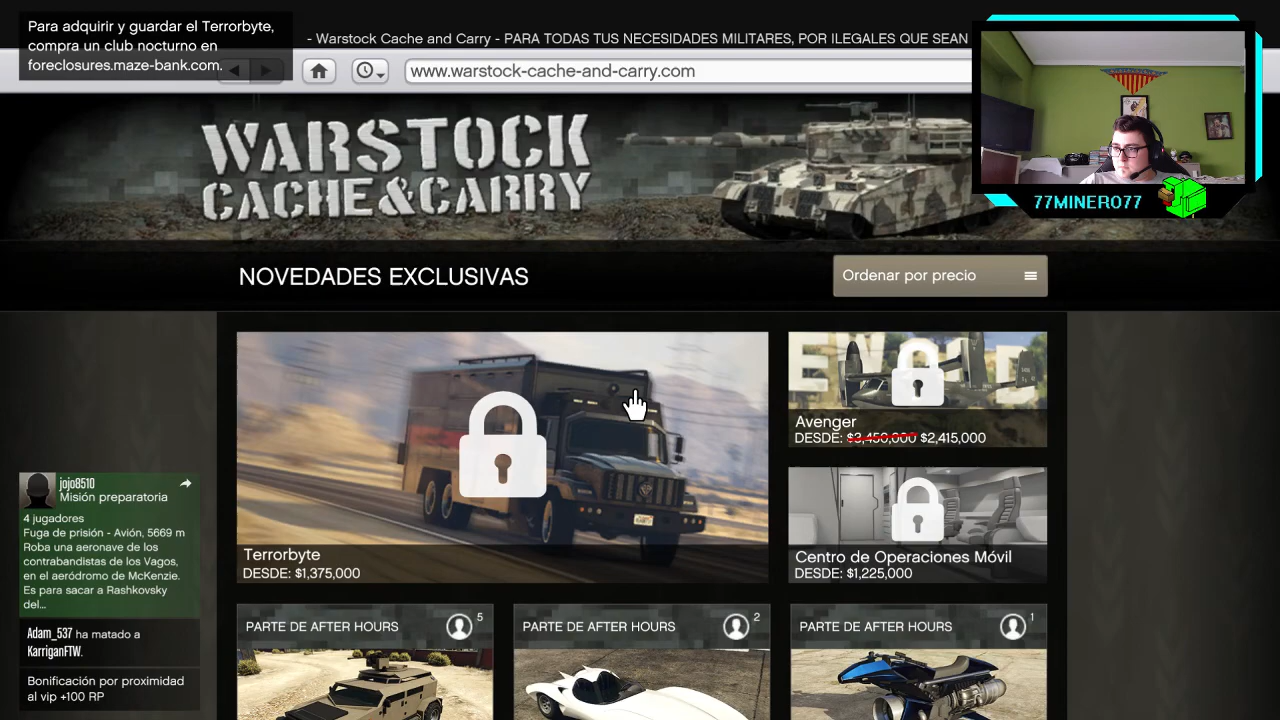 Para adquirir y guardar el Terrorbyte,
compra un club nocturno en
foreclosures.maze-bank.com.
- Warstock Cache and Carry - PARA TODAS TUS NECESIDADES MILITARES, POR ILEGALES QUE SEAN
www.warstock-cache-and-carry.com
WARSTOCK
CACHE&CARRY
77MINERO77
NOVEDADES EXCLUSIVAS
Ordenar por precio
Terrorbyte
DESDE: $1,375,000
Avenger
DESDE: $3,450,000 $2,415,000
Centro de Operaciones Móvil
DESDE: $1,225,000
PARTE DE AFTER HOURS 5
PARTE DE AFTER HOURS 2
PARTE DE AFTER HOURS 1
jojo8510
Misión preparatoria
4 jugadores
Fuga de prisión - Avión, 5669 m
Roba una aeronave de los
contrabandistas de los Vagos,
en el aeródromo de McKenzie.
Es para sacar a Rashkovsky
del...
Adam_537 ha matado a
KarriganFTW.
Bonificación por proximidad
al vip +100 RP